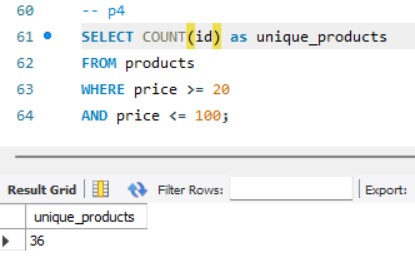 60 -- p4
61 SELECT COUNT(id) as unique_products
62 FROM products
63 WHERE price >= 20
64 AND price <= 100;
Result Grid Filter Rows: Export:
unique_products
36